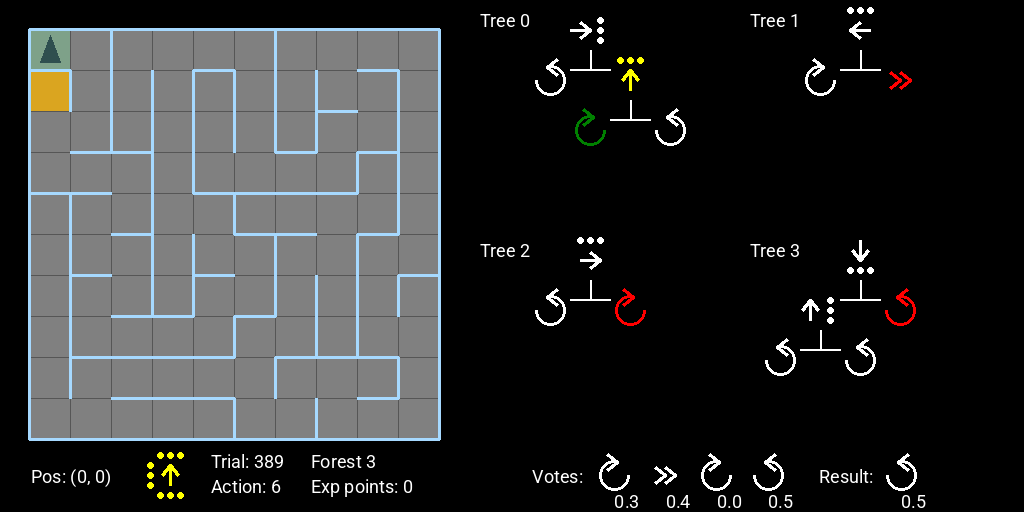 Tree 0
Tree 1
Tree 2
Tree 3
Pos: (0, 0)
Trial: 389
Forest 3
Action: 6
Exp points: 0
Votes:
0.3
0.4
0.0
0.5
Result:
0.5